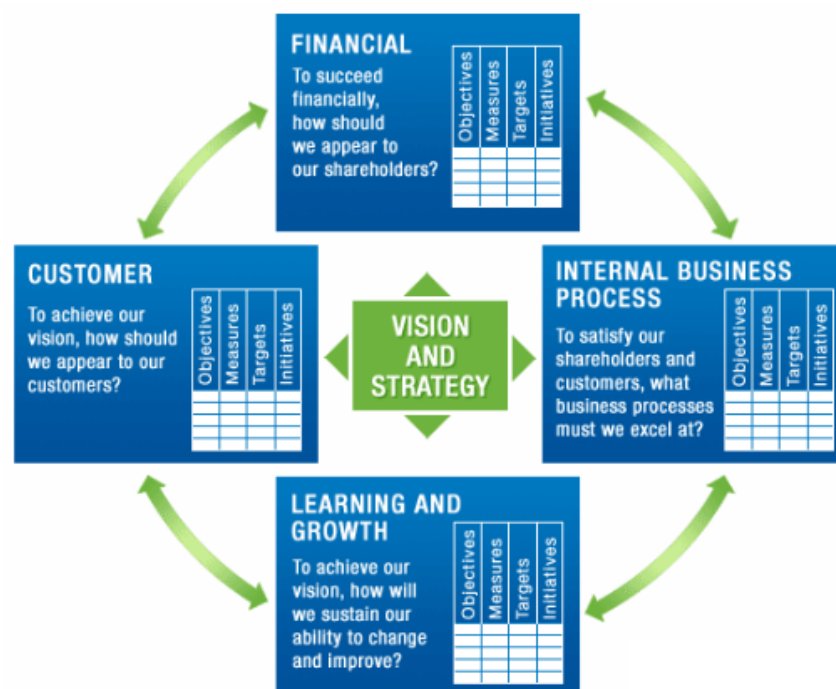 FINANCIAL
To succeed
financially,
how should
we appear to
our shareholders?
Objectives
Measures
Targets
Initiatives
CUSTOMER
To achieve our
vision, how should
we appear to our
customers?
Objectives
Measures
Targets
Initiatives
VISION
AND
STRATEGY
INTERNAL BUSINESS
PROCESS
To satisfy our
shareholders and
customers, what
business processes
must we excel at?
Objectives
Measures
Targets
Initiatives
LEARNING AND
GROWTH
To achieve our
vision, how will
we sustain our
ability to change
and improve?
Objectives
Measures
Targets
Initiatives